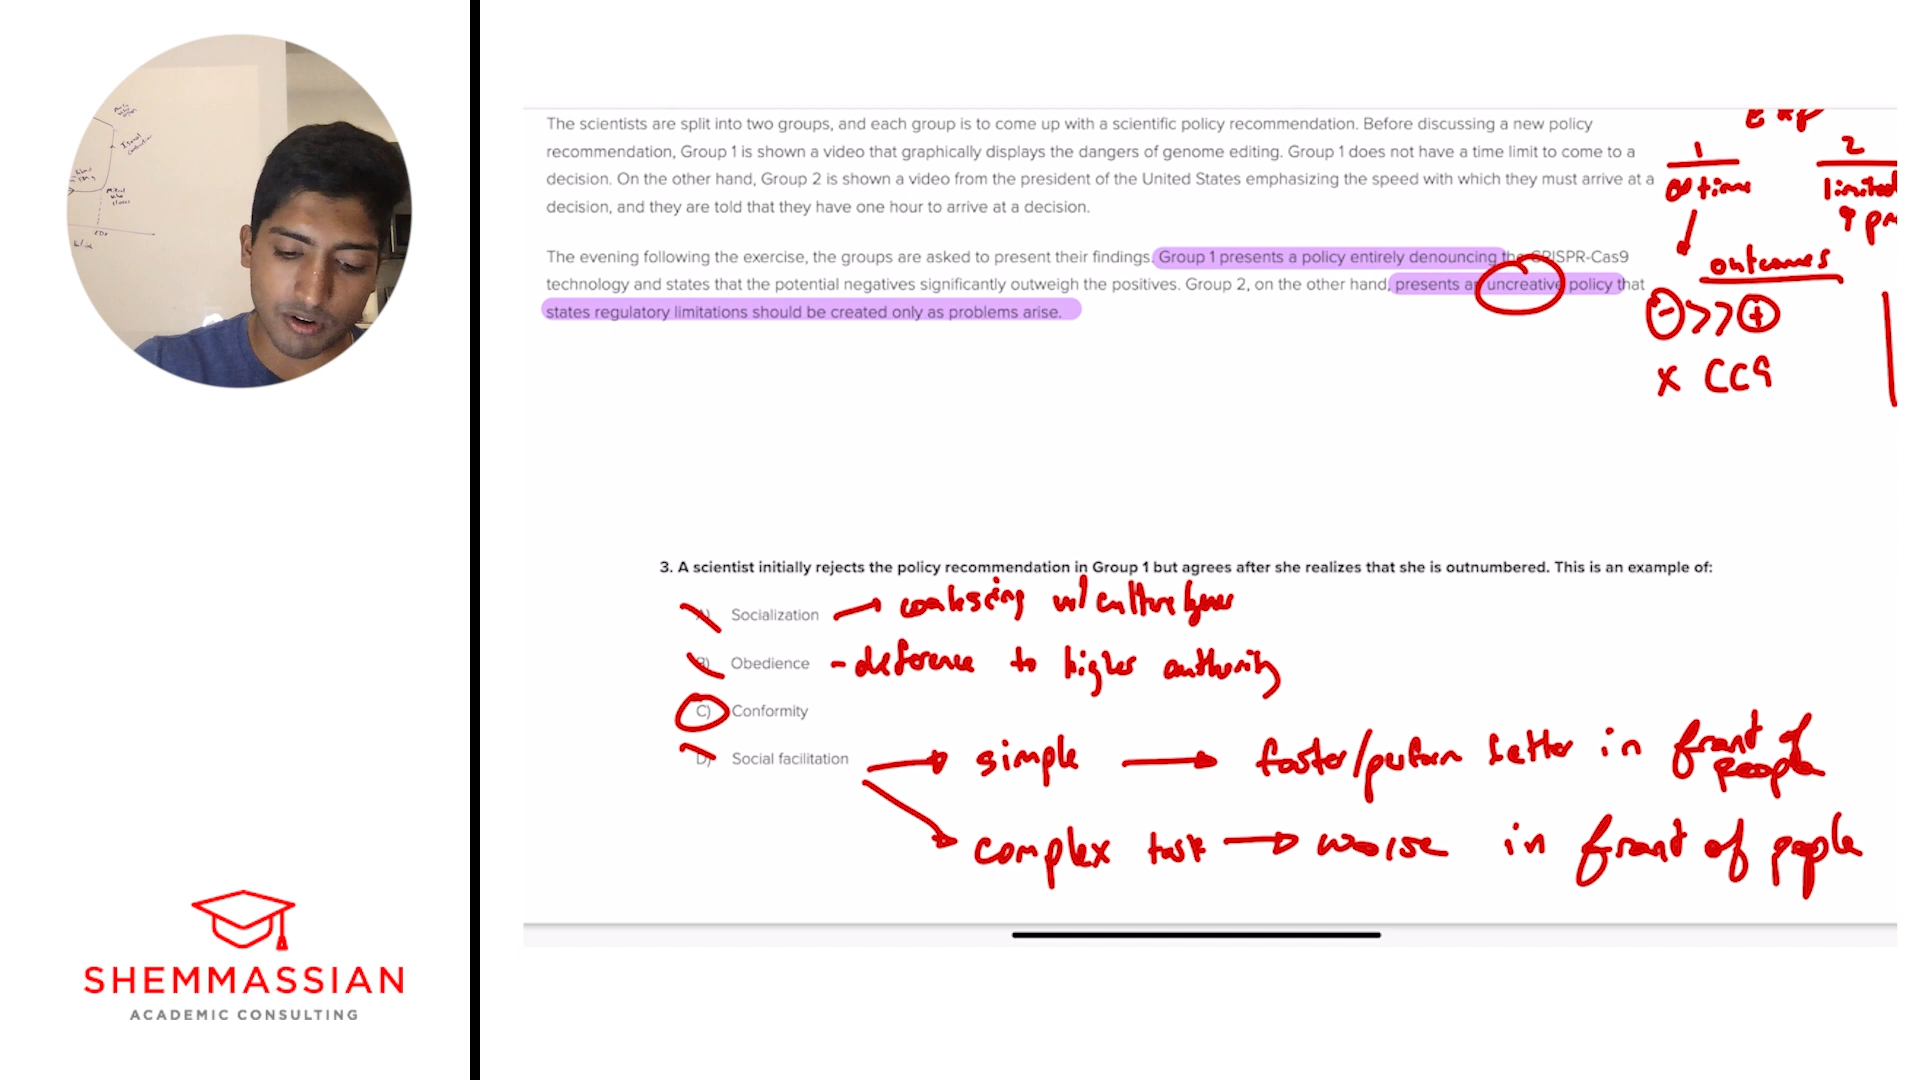 The scientists are split into two groups, and each group is to come up with a scientific policy recommendation. Before discussing a new policy
recommendation, Group 1 is shown a video that graphically displays the dangers of genome editing. Group 1 does not have a time limit to come to a
decision. On the other hand, Group 2 is shown a video from the president of the United States emphasizing the speed with which they must arrive at a
decision, and they are told that they have one hour to arrive at a decision.
The evening following the exercise, the groups are asked to present their findings. Group 1 presents a policy entirely denouncing the CRISPR-Cas9
technology and states that the potential negatives significantly outweigh the positives. Group 2, on the other hand, presents an uncreative policy that
states regulatory limitations should be created only as problems arise.
1 2
∞ time limited
outcomes
- >> +
x CC9
3. A scientist initially rejects the policy recommendation in Group 1 but agrees after she realizes that she is outnumbered. This is an example of:
A) Socialization → w/ culture
B) Obedience - deference to higher authority
C) Conformity
D) Social facilitation → simple → faster/perform better in front of people
→ complex task → worse in front of people
SHEMMASSIAN
ACADEMIC CONSULTING